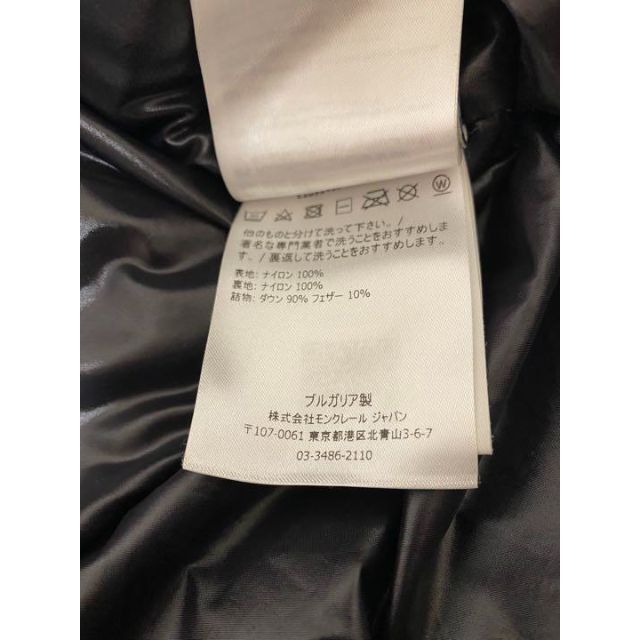 他のものと分けて洗って下さい。/
著名な専門業者で洗うことをおすすめしま
す。/ 裏返して洗うことをおすすめします。
表地: ナイロン 100%
裏地: ナイロン 100%
詰物: ダウン 90% フェザー 10%
ブルガリア製
株式会社モンクレール ジャパン
〒107-0061 東京都港区北青山3-6-7
03-3486-2110